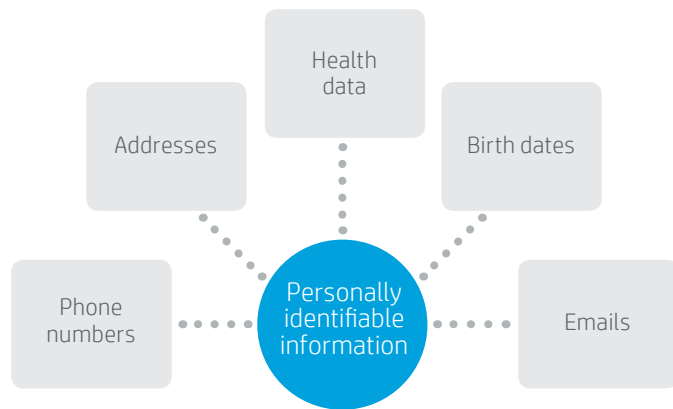 Health
data
Addresses
Birth dates
Phone
numbers
Personally
identifiable
information
Emails